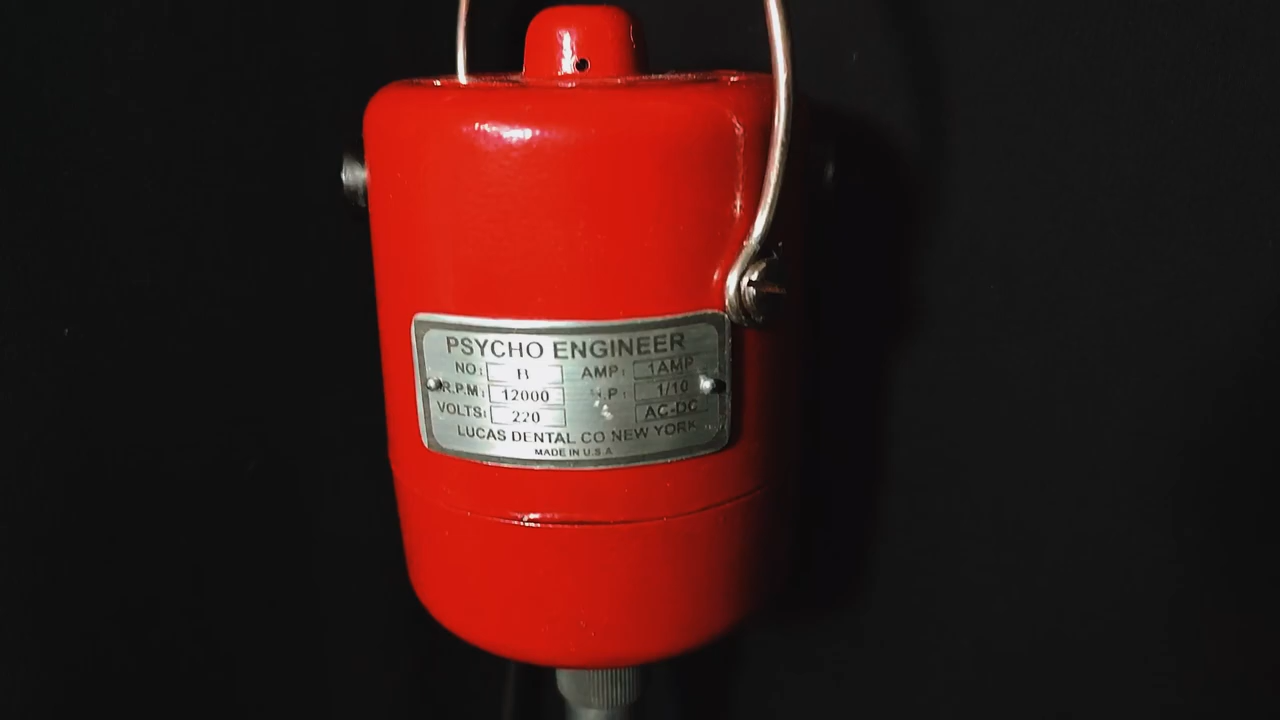 PSYCHO ENGINEER
NO: B AMP: 1AMP
R.P.M: 12000 H.P: 1/10
VOLTS: 220 AC-DC
LUCAS DENTAL CO NEW YORK
MADE IN U.S.A